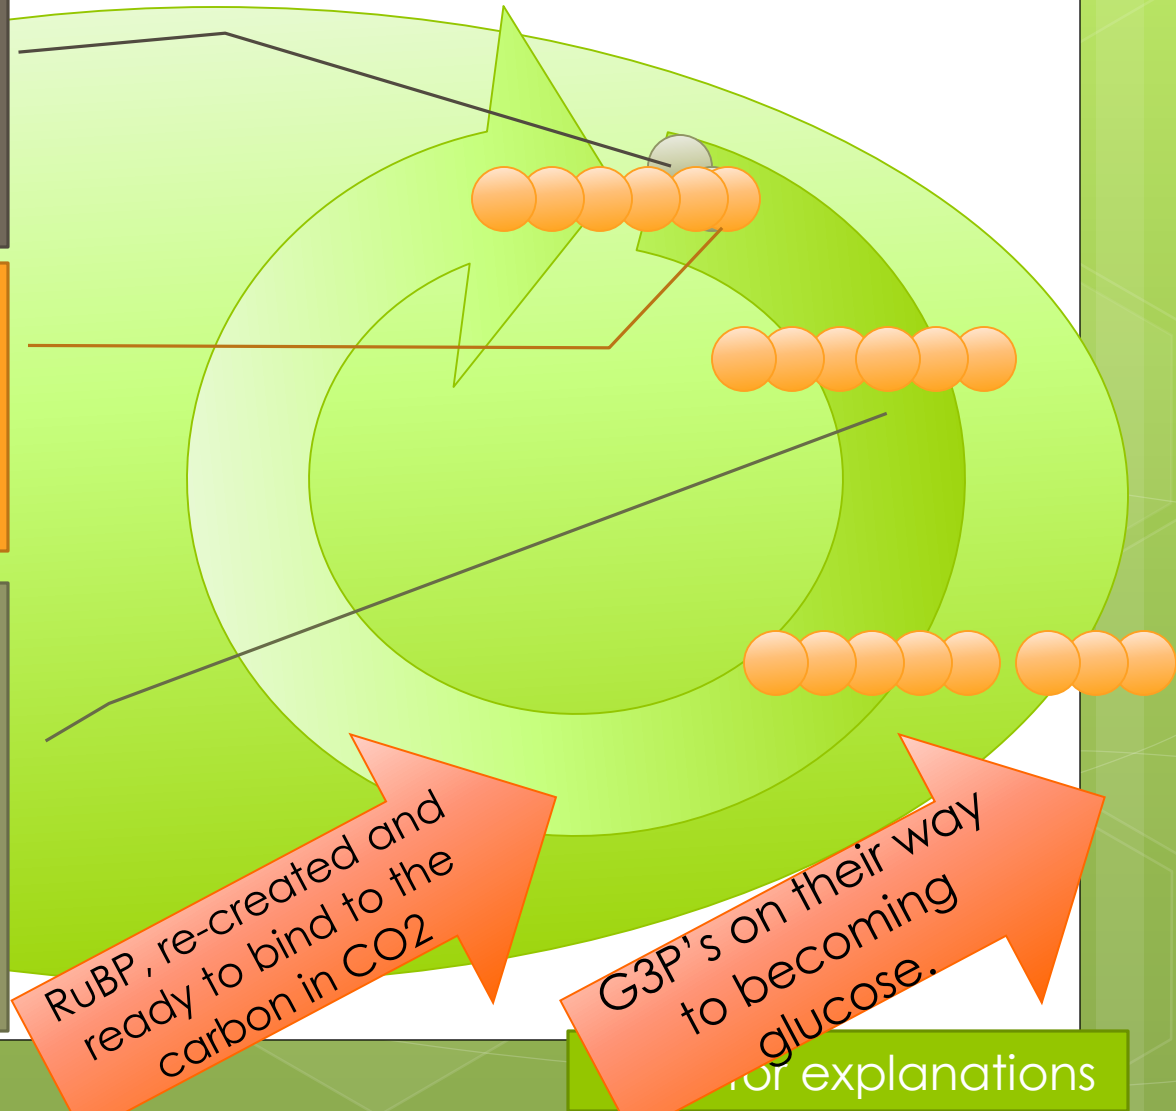 RuBP, re-created and
ready to bind to the
carbon in CO2
G3P's on their way
to becoming
glucose.
for explanations